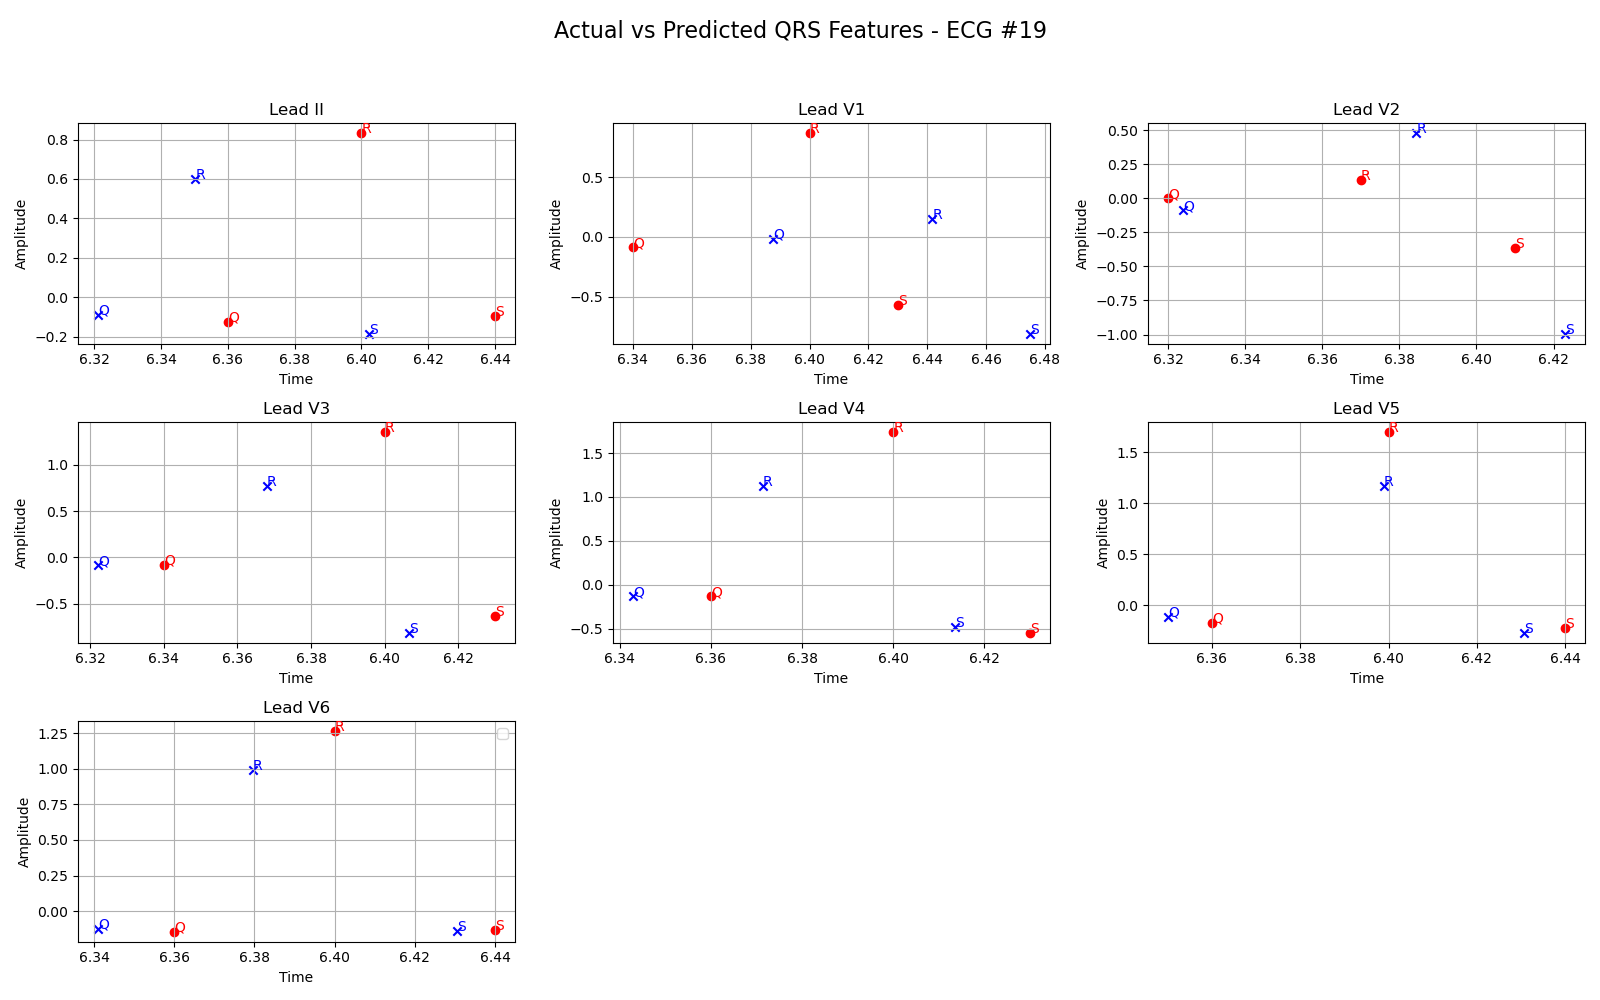 Actual vs Predicted QRS Features - ECG #19
Lead II
Amplitude
0.8
0.6
0.4
0.2
0.0
−0.2
R
R
Q
Q
S
S
6.32 6.34 6.36 6.38 6.40 6.42 6.44
Time
Lead V1
Amplitude
0.5
0.0
−0.5
R
R
Q
Q
S
S
6.34 6.36 6.38 6.40 6.42 6.44 6.46 6.48
Time
Lead V2
Amplitude
0.50
0.25
0.00
−0.25
−0.50
−0.75
−1.00
R
R
Q
Q
S
S
6.32 6.34 6.36 6.38 6.40 6.42
Time
Lead V3
Amplitude
1.0
0.5
0.0
−0.5
R
R
Q
Q
S
S
6.32 6.34 6.36 6.38 6.40 6.42
Time
Lead V4
Amplitude
1.5
1.0
0.5
0.0
−0.5
R
R
Q
Q
S
S
6.34 6.36 6.38 6.40 6.42
Time
Lead V5
Amplitude
1.5
1.0
0.5
0.0
R
R
Q
Q
S
S
6.36 6.38 6.40 6.42 6.44
Time
Lead V6
Amplitude
1.25
1.00
0.75
0.50
0.25
0.00
R
R
Q
Q
S
S
6.34 6.36 6.38 6.40 6.42 6.44
Time